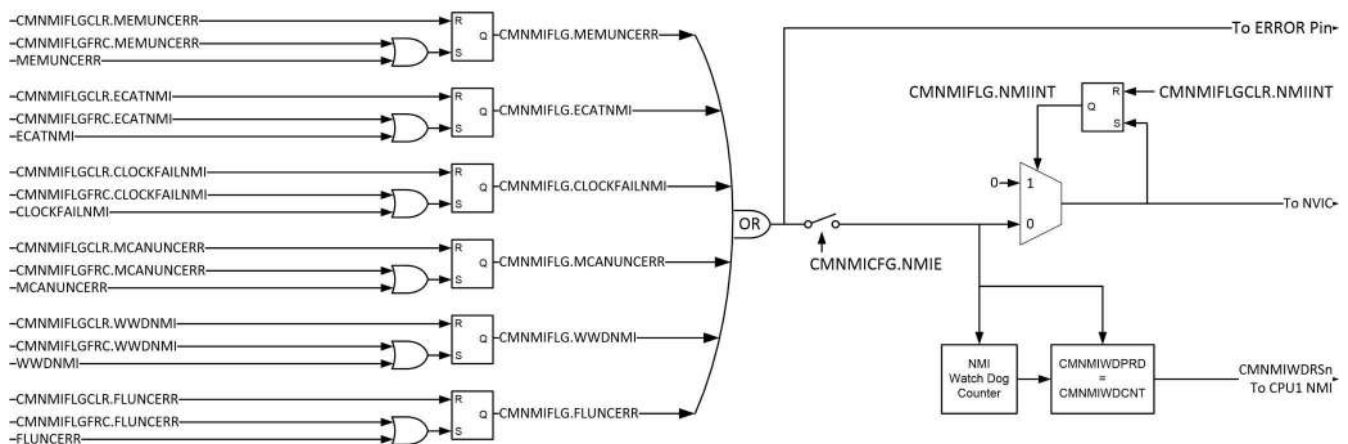 CMNMIFLGCLR.MEMUNCERR
CMNMIFLGFRC.MEMUNCERR
MEMUNCERR
R
Q
S
CMNMIFLG.MEMUNCERR
CMNMIFLGCLR.ECATNMI
CMNMIFLGFRC.ECATNMI
ECATNMI
R
Q
S
CMNMIFLG.ECATNMI
CMNMIFLGCLR.CLOCKFAILNMI
CMNMIFLGFRC.CLOCKFAILNMI
CLOCKFAILNMI
R
Q
S
CMNMIFLG.CLOCKFAILNMI
CMNMIFLGCLR.MCANUNCERR
CMNMIFLGFRC.MCANUNCERR
MCANUNCERR
R
Q
S
CMNMIFLG.MCANUNCERR
CMNMIFLGCLR.WWDNMI
CMNMIFLGFRC.WWDNMI
WWDNMI
R
Q
S
CMNMIFLG.WWDNMI
CMNMIFLGCLR.FLUNCERR
CMNMIFLGFRC.FLUNCERR
FLUNCERR
R
Q
S
CMNMIFLG.FLUNCERR
OR
CMNMICFG.NMIE
To ERROR Pin
CMNMIFLG.NMIINT
R
Q
S
CMNMIFLGCLR.NMIINT
0
1
0
To NVIC
NMI
Watch Dog
Counter
CMNMIWDPRD
=
CMNMIWDCNT
CMNMIWDRSn
To CPU1 NMI